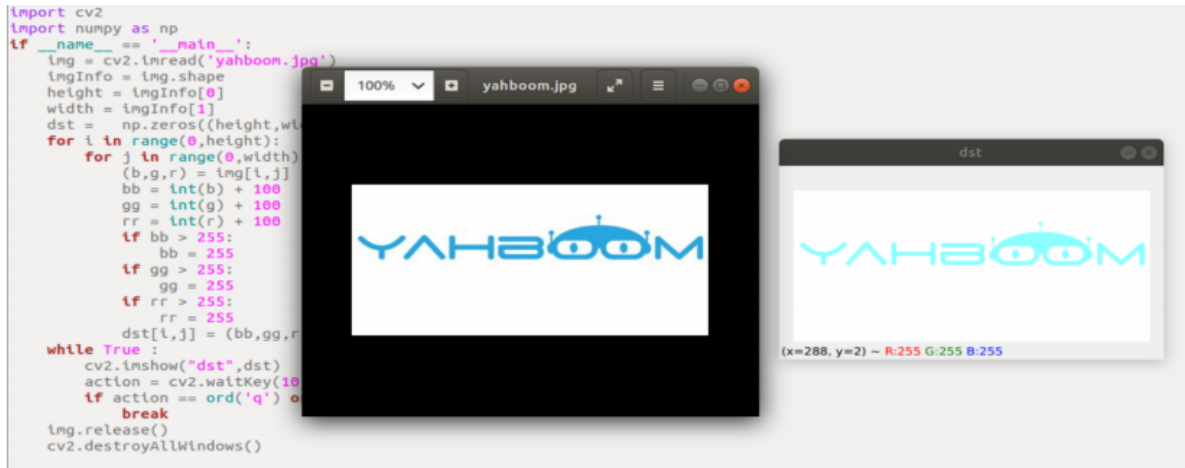 import cv2
import numpy as np
if __name__ == '__main__':
    img = cv2.imread('yahboom.jpg')
    imgInfo = img.shape
    height = imgInfo[0]
    width = imgInfo[1]
    dst =   np.zeros((height,wi
    for i in range(0,height):
        for j in range(0,width)
            (b,g,r) = img[i,j]
            bb = int(b) + 100
            gg = int(g) + 100
            rr = int(r) + 100
            if bb > 255:
                bb = 255
            if gg > 255:
                gg = 255
            if rr > 255:
                rr = 255
            dst[i,j] = (bb,gg,r
    while True :
        cv2.imshow("dst",dst)
        action = cv2.waitKey(10
        if action == ord('q') o
            break
    img.release()
    cv2.destroyAllWindows()
100% yahboom.jpg
YAHBOOM
dst
YAHBOOM
(x=288, y=2) ~ R:255 G:255 B:255